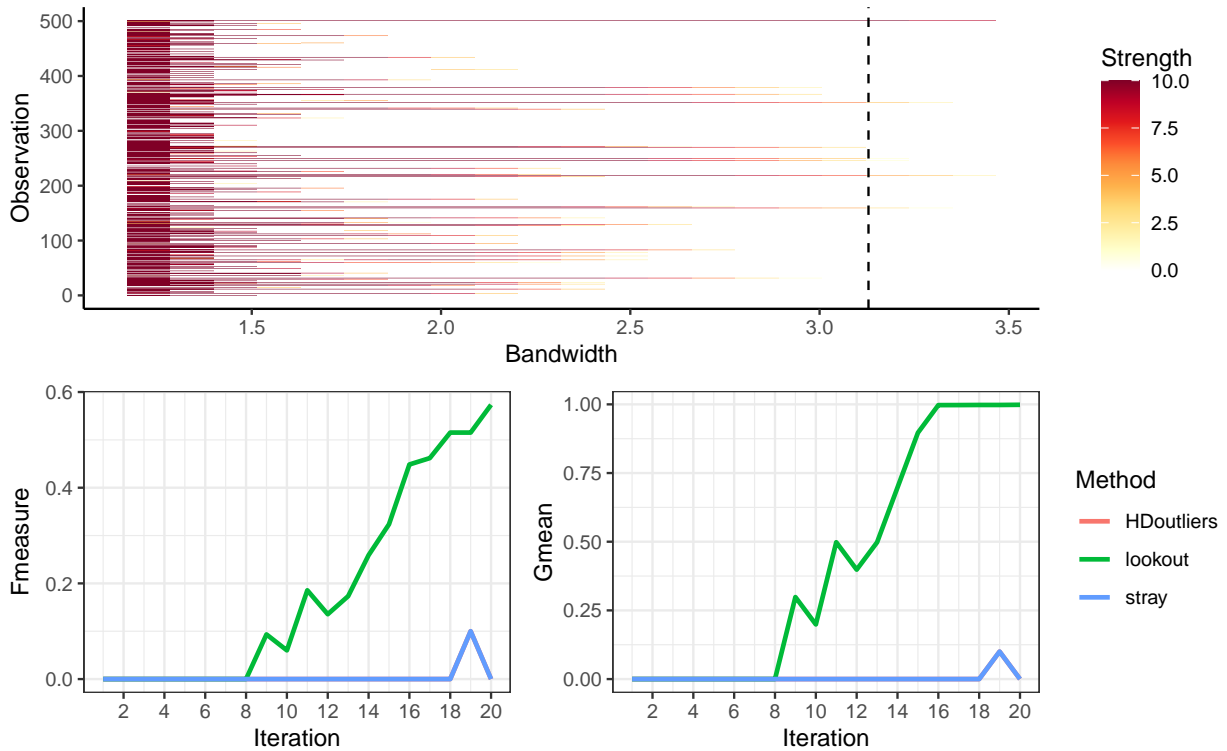 500
400
300
200
100
0
Observation
1.5 2.0 2.5 3.0 3.5
Bandwidth
Strength
10.0
7.5
5.0
2.5
0.0
0.6
0.4
0.2
0.0
Fmeasure
2 4 6 8 10 12 14 16 18 20
Iteration
1.00
0.75
0.50
0.25
0.00
Gmean
2 4 6 8 10 12 14 16 18 20
Iteration
Method
HDoutliers
lookout
stray